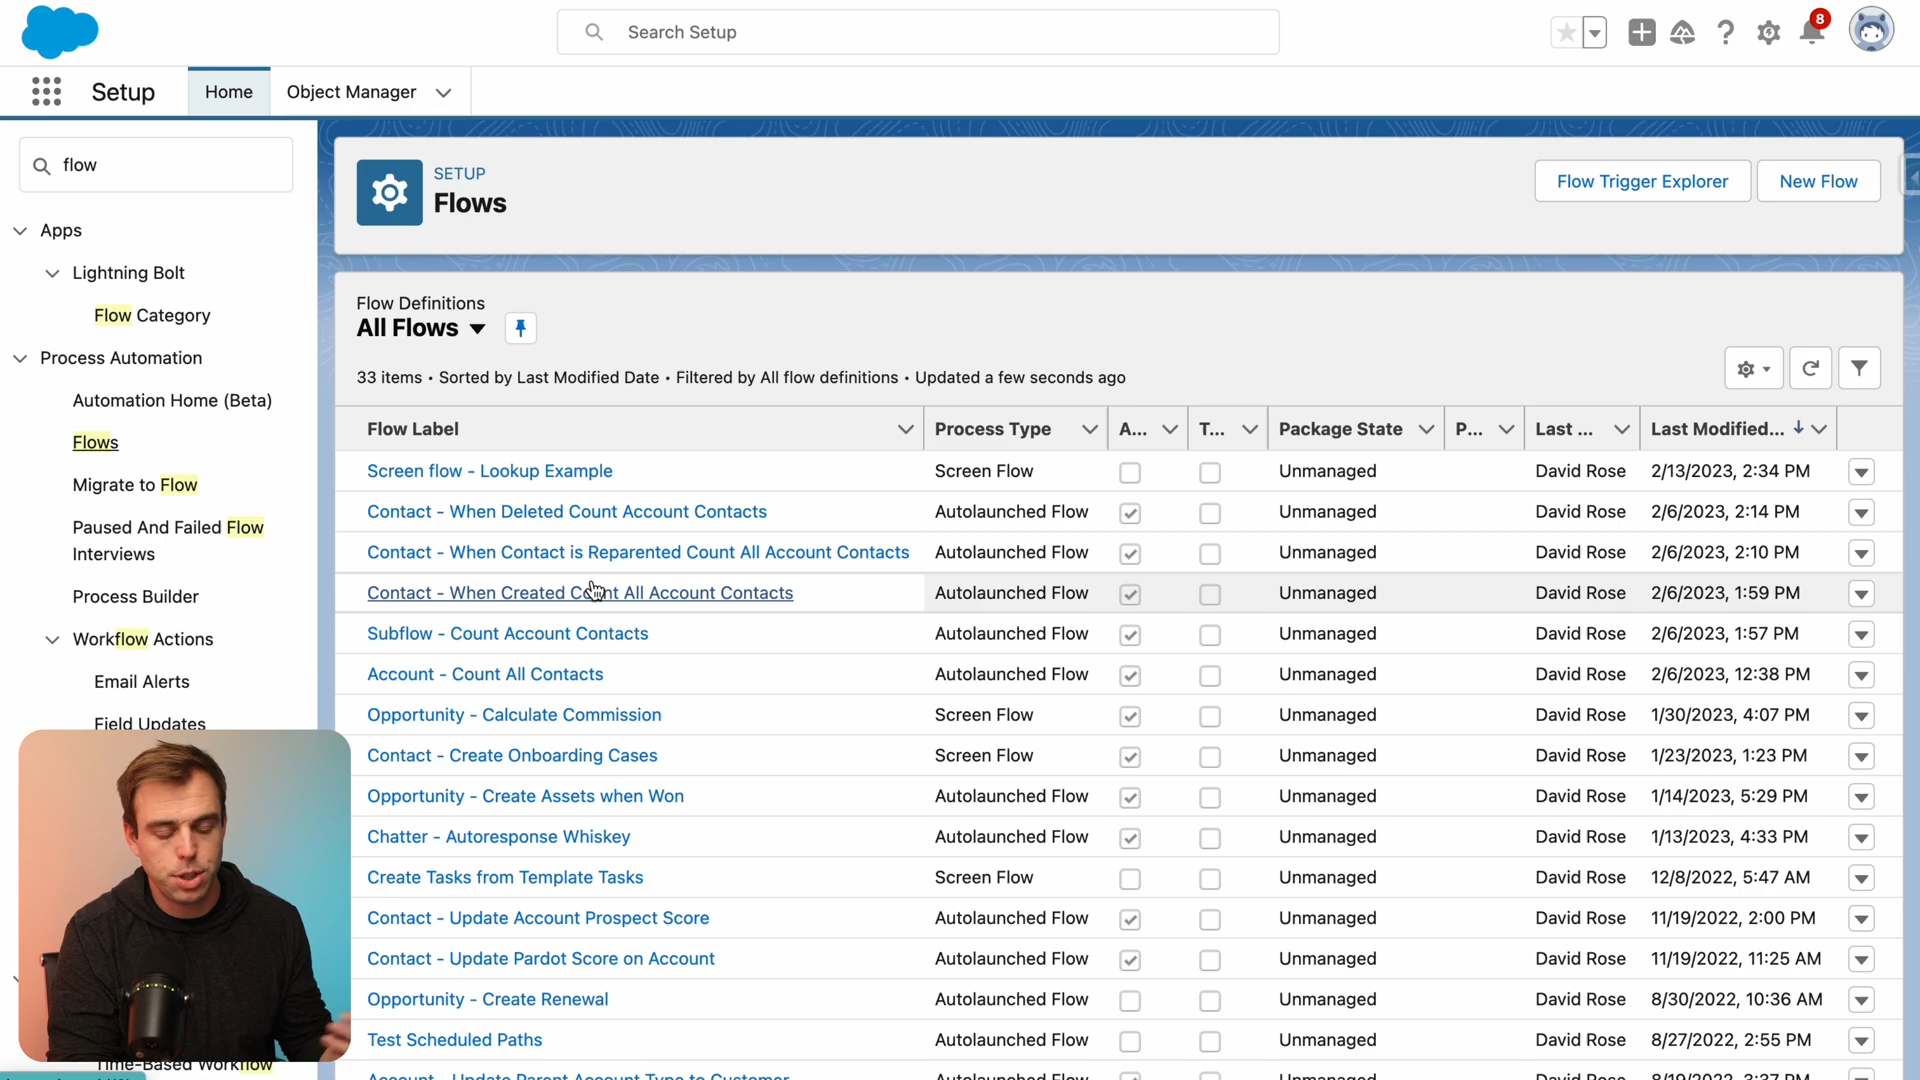 Search Setup
8
Setup
Home
Object Manager
flow
Apps
Lightning Bolt
Flow Category
Process Automation
Automation Home (Beta)
Flows
Migrate to Flow
Paused And Failed Flow
Interviews
Process Builder
Workflow Actions
Email Alerts
Field Updates
Time-Based Workflow
SETUP
Flows
Flow Trigger Explorer
New Flow
Flow Definitions
All Flows
33 items • Sorted by Last Modified Date • Filtered by All flow definitions • Updated a few seconds ago
Flow Label Process Type A... T... Package State P... Last ... Last Modified...
Screen flow - Lookup Example Screen Flow Unmanaged David Rose 2/13/2023, 2:34 PM
Contact - When Deleted Count Account Contacts Autolaunched Flow Unmanaged David Rose 2/6/2023, 2:14 PM
Contact - When Contact is Reparented Count All Account Contacts Autolaunched Flow Unmanaged David Rose 2/6/2023, 2:10 PM
Contact - When Created Count All Account Contacts Autolaunched Flow Unmanaged David Rose 2/6/2023, 1:59 PM
Subflow - Count Account Contacts Autolaunched Flow Unmanaged David Rose 2/6/2023, 1:57 PM
Account - Count All Contacts Autolaunched Flow Unmanaged David Rose 2/6/2023, 12:38 PM
Opportunity - Calculate Commission Screen Flow Unmanaged David Rose 1/30/2023, 4:07 PM
Contact - Create Onboarding Cases Screen Flow Unmanaged David Rose 1/23/2023, 1:23 PM
Opportunity - Create Assets when Won Autolaunched Flow Unmanaged David Rose 1/14/2023, 5:29 PM
Chatter - Autoresponse Whiskey Autolaunched Flow Unmanaged David Rose 1/13/2023, 4:33 PM
Create Tasks from Template Tasks Screen Flow Unmanaged David Rose 12/8/2022, 5:47 AM
Contact - Update Account Prospect Score Autolaunched Flow Unmanaged David Rose 11/19/2022, 2:00 PM
Contact - Update Pardot Score on Account Autolaunched Flow Unmanaged David Rose 11/19/2022, 11:25 AM
Opportunity - Create Renewal Autolaunched Flow Unmanaged David Rose 8/30/2022, 10:36 AM
Test Scheduled Paths Autolaunched Flow Unmanaged David Rose 8/27/2022, 2:55 PM
Account - Update Parent Account Type to Customer Autolaunched Flow Unmanaged David Rose 8/19/2022, 3:37 PM